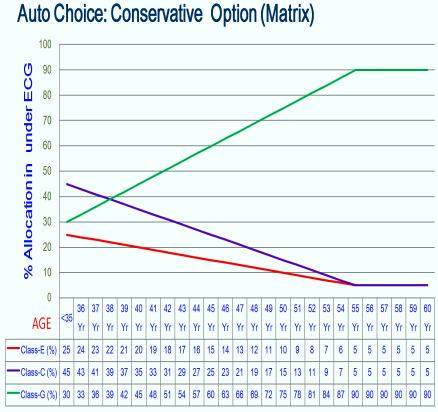 Auto Choice: Conservative Option (Matrix)
% Allocation in under ECG
100
90
80
70
60
50
40
30
20
10
0
AGE <35 36 Yr 37 Yr 38 Yr 39 Yr 40 Yr 41 Yr 42 Yr 43 Yr 44 Yr 45 Yr 46 Yr 47 Yr 48 Yr 49 Yr 50 Yr 51 Yr 52 Yr 53 Yr 54 Yr 55 Yr 56 Yr 57 Yr 58 Yr 59 Yr 60 Yr
Class-E (%) 25 24 23 22 21 20 19 18 17 16 15 14 13 12 11 10 9 8 7 6 5 5 5 5 5 5
Class-C (%) 45 43 41 39 37 35 33 31 29 27 25 23 21 19 17 15 13 11 9 7 5 5 5 5 5 5
Class-G (%) 30 33 36 39 42 45 48 51 54 57 60 63 66 69 72 75 78 81 84 87 90 90 90 90 90 90